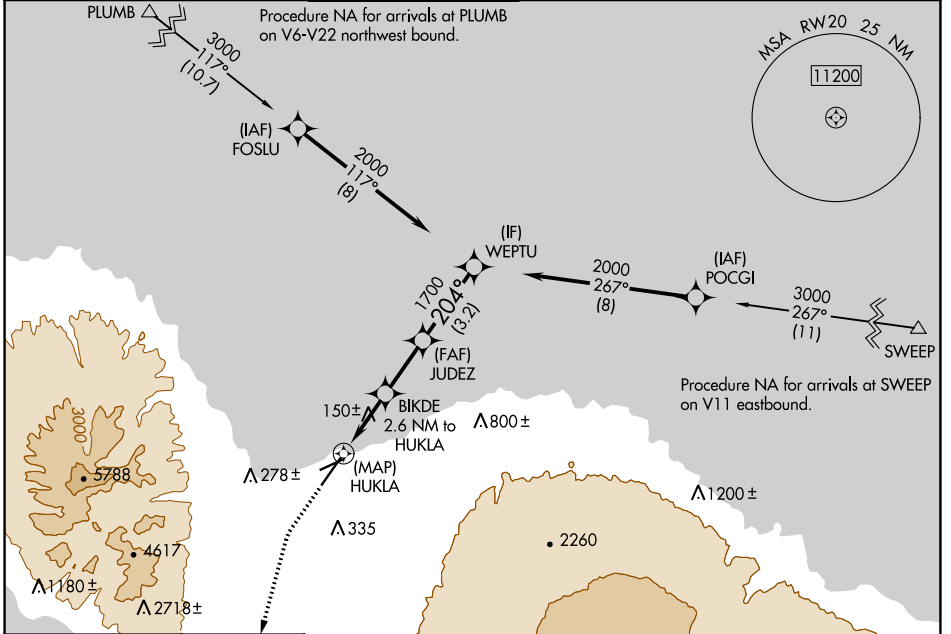 PLUMB
Procedure NA for arrivals at PLUMB
on V6-V22 northwest bound.
MSA RW20 25 NM
11200
3000
117°
(10.7)
(IAF)
FOSLU
2000
117°
(8)
(IF)
WEPTU
2000
267°
(8)
(IAF)
POCGI
3000
267°
(11)
SWEEP
Procedure NA for arrivals at SWEEP
on V11 eastbound.
1700
204°
(3.2)
(FAF)
JUDEZ
BIKDE
2.6 NM to
HUKLA
150±
800±
(MAP)
HUKLA
278±
335
1200±
2260
3000
5788
4617
1180±
2718±